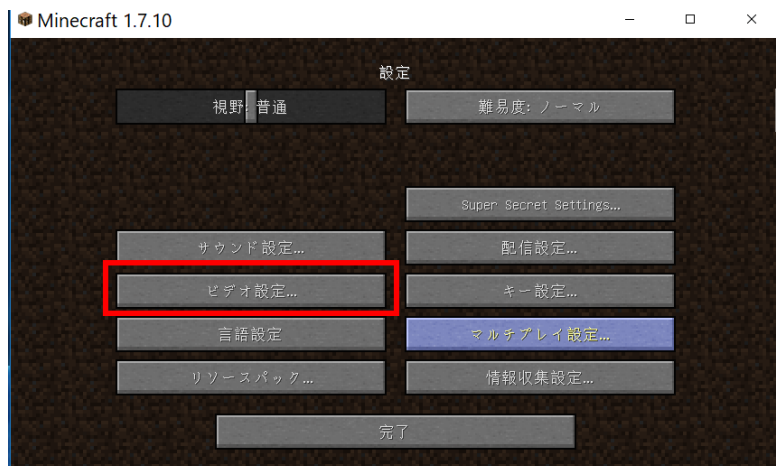 Minecraft 1.7.10
設定
視野: 普通
難易度: ノーマル
Super Secret Settings...
サウンド設定...
配信設定...
ビデオ設定...
キー設定...
言語設定
マルチプレイ設定...
リソースパック...
情報収集設定...
完了